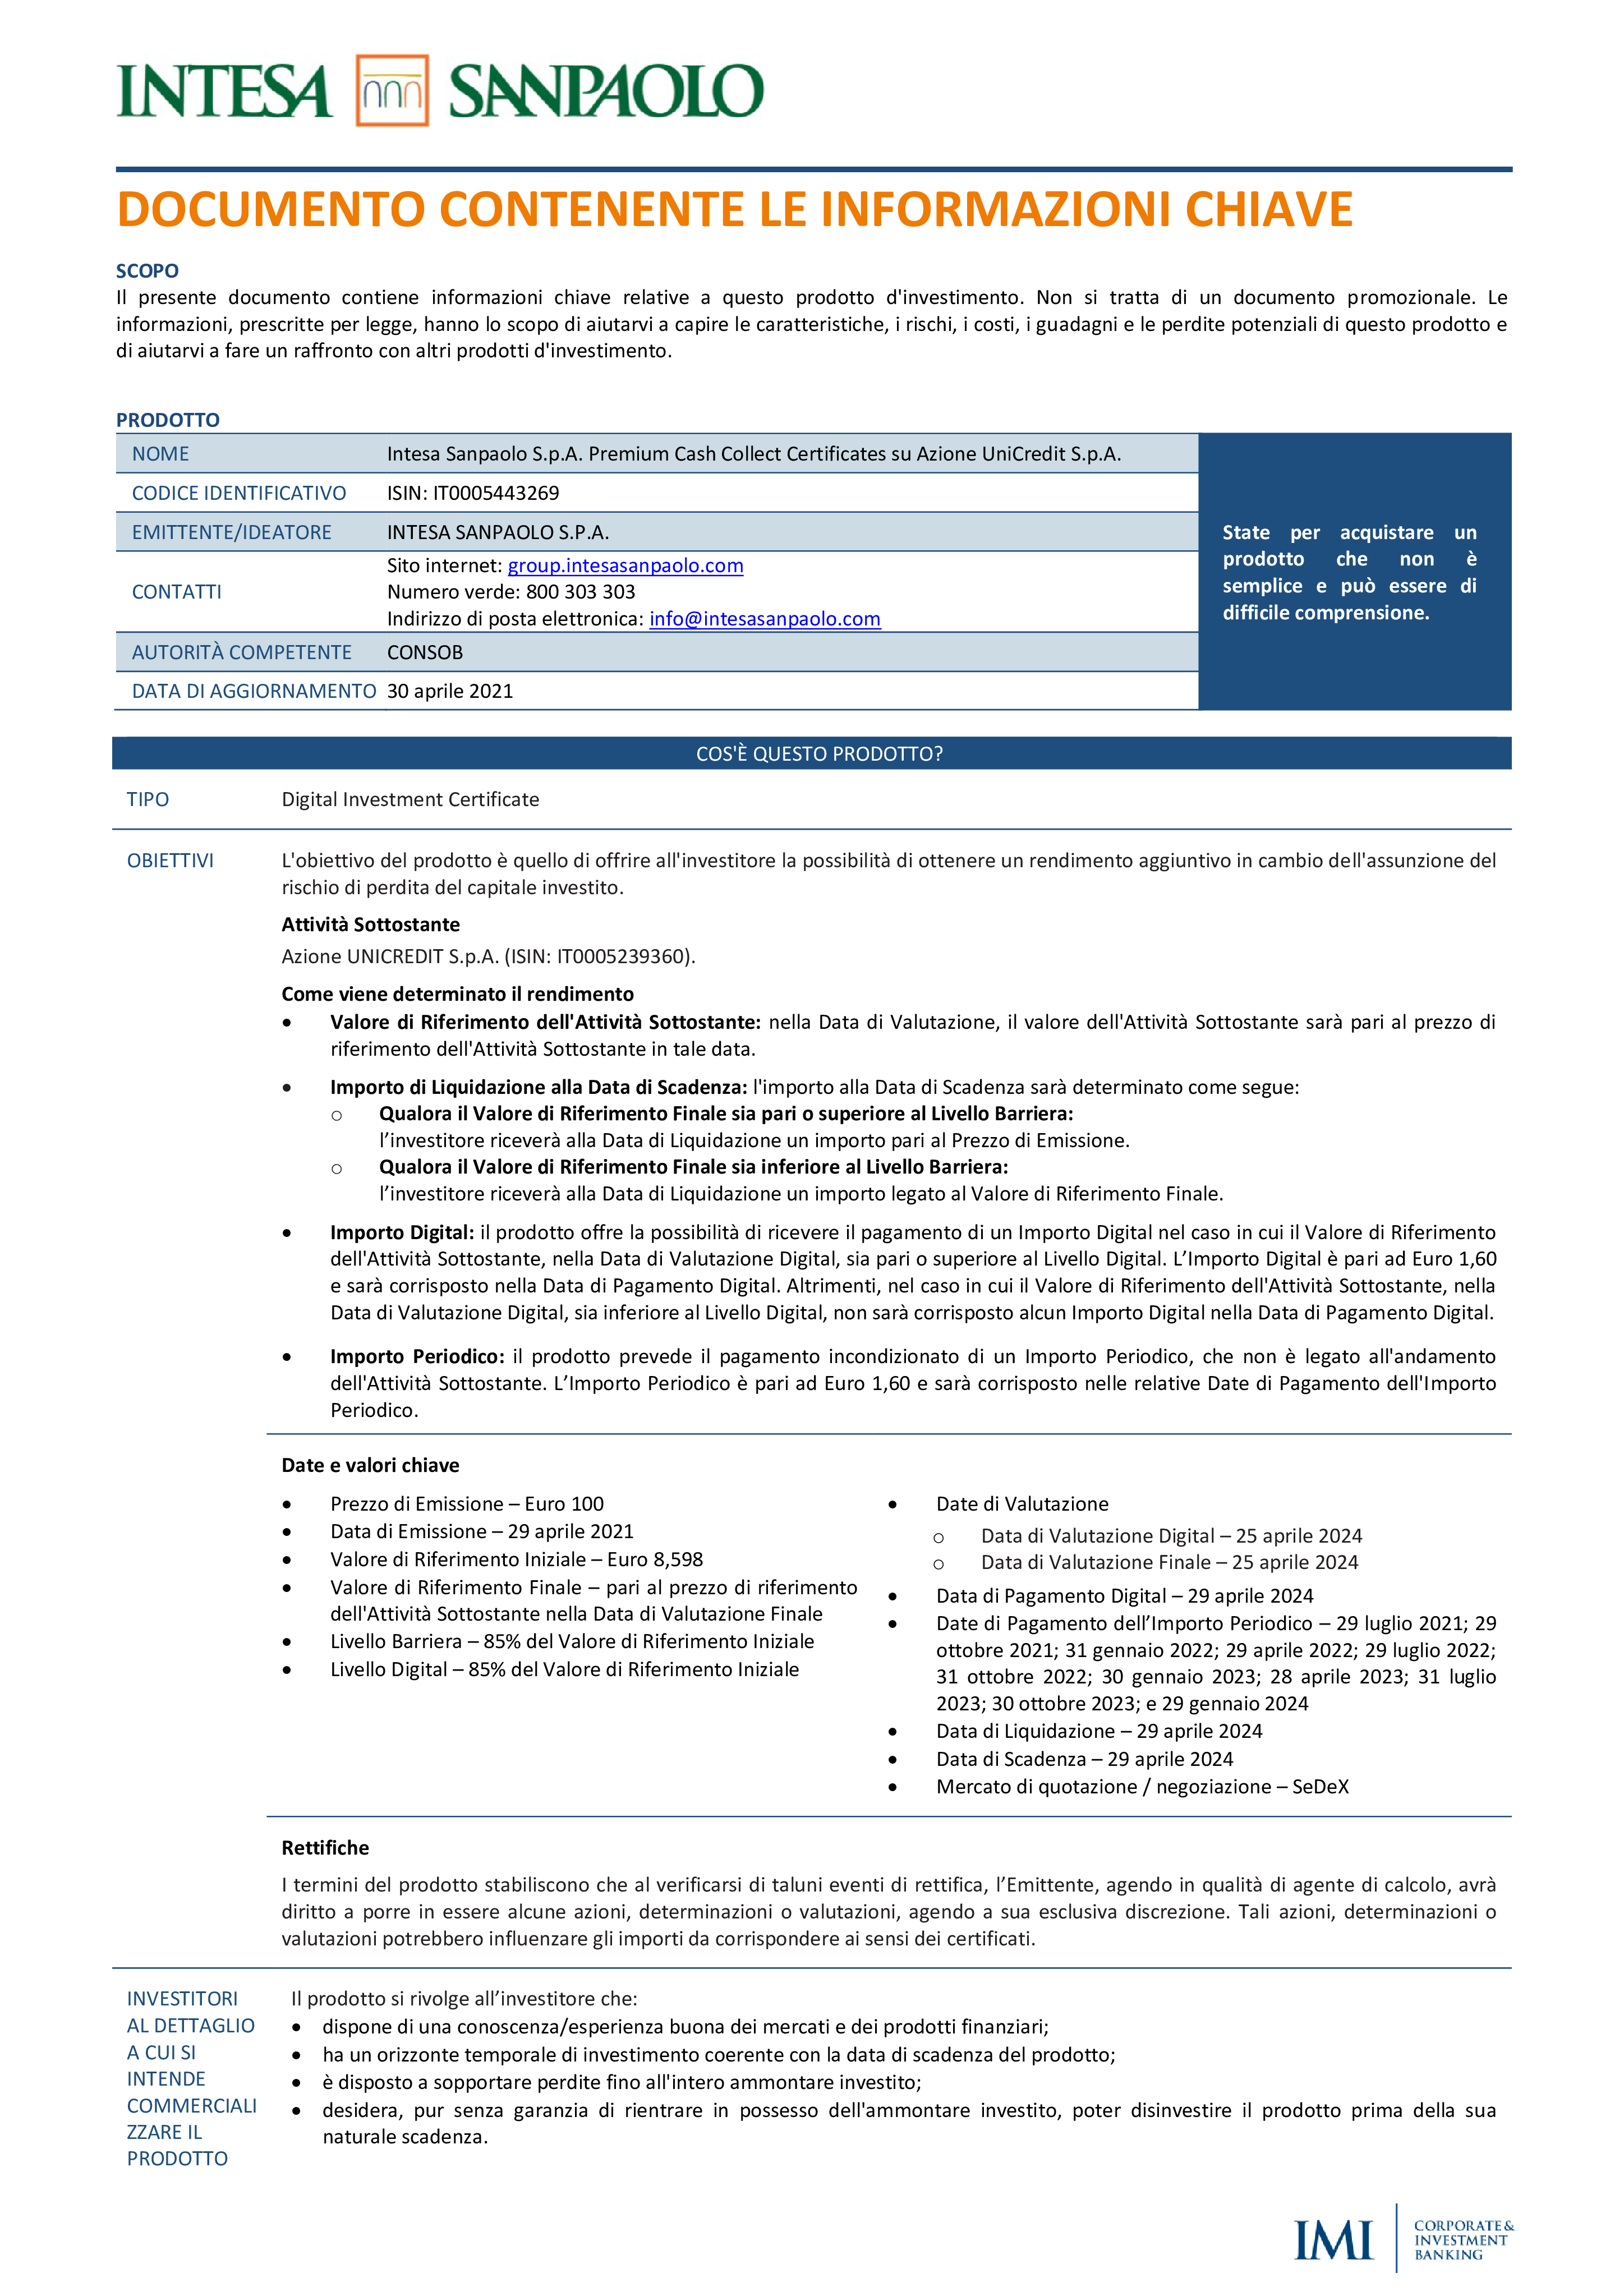 INTESA SANPAOLO
DOCUMENTO CONTENENTE LE INFORMAZIONI CHIAVE
SCOPO
Il presente documento contiene informazioni chiave relative a questo prodotto d'investimento. Non si tratta di un documento promozionale. Le
informazioni, prescritte per legge, hanno lo scopo di aiutarvi a capire le caratteristiche, i rischi, i costi, i guadagni e le perdite potenziali di questo prodotto e
di aiutarvi a fare un raffronto con altri prodotti d'investimento.
PRODOTTO
NOME Intesa Sanpaolo S.p.A. Premium Cash Collect Certificates su Azione UniCredit S.p.A.
CODICE IDENTIFICATIVO ISIN: IT0005443269
EMITTENTE/IDEATORE INTESA SANPAOLO S.P.A.
CONTATTI
Sito internet: group.intesasanpaolo.com
Numero verde: 800 303 303
Indirizzo di posta elettronica: info@intesasanpaolo.com
AUTORITÀ COMPETENTE CONSOB
DATA DI AGGIORNAMENTO 30 aprile 2021
State per acquistare un
prodotto che non è
semplice e può essere di
difficile comprensione.
COS'È QUESTO PRODOTTO?
TIPO Digital Investment Certificate
OBIETTIVI L'obiettivo del prodotto è quello di offrire all'investitore la possibilità di ottenere un rendimento aggiuntivo in cambio dell'assunzione del
rischio di perdita del capitale investito.
Attività Sottostante
Azione UNICREDIT S.p.A. (ISIN: IT0005239360).
Come viene determinato il rendimento
• Valore di Riferimento dell'Attività Sottostante: nella Data di Valutazione, il valore dell'Attività Sottostante sarà pari al prezzo di
riferimento dell'Attività Sottostante in tale data.
• Importo di Liquidazione alla Data di Scadenza: l'importo alla Data di Scadenza sarà determinato come segue:
o Qualora il Valore di Riferimento Finale sia pari o superiore al Livello Barriera:
l’investitore riceverà alla Data di Liquidazione un importo pari al Prezzo di Emissione.
o Qualora il Valore di Riferimento Finale sia inferiore al Livello Barriera:
l’investitore riceverà alla Data di Liquidazione un importo legato al Valore di Riferimento Finale.
• Importo Digital: il prodotto offre la possibilità di ricevere il pagamento di un Importo Digital nel caso in cui il Valore di Riferimento
dell'Attività Sottostante, nella Data di Valutazione Digital, sia pari o superiore al Livello Digital. L’Importo Digital è pari ad Euro 1,60
e sarà corrisposto nella Data di Pagamento Digital. Altrimenti, nel caso in cui il Valore di Riferimento dell'Attività Sottostante, nella
Data di Valutazione Digital, sia inferiore al Livello Digital, non sarà corrisposto alcun Importo Digital nella Data di Pagamento Digital.
• Importo Periodico: il prodotto prevede il pagamento incondizionato di un Importo Periodico, che non è legato all'andamento
dell'Attività Sottostante. L’Importo Periodico è pari ad Euro 1,60 e sarà corrisposto nelle relative Date di Pagamento dell'Importo
Periodico.
Date e valori chiave
• Prezzo di Emissione – Euro 100
• Data di Emissione – 29 aprile 2021
• Valore di Riferimento Iniziale – Euro 8,598
• Valore di Riferimento Finale – pari al prezzo di riferimento
dell'Attività Sottostante nella Data di Valutazione Finale
• Livello Barriera – 85% del Valore di Riferimento Iniziale
• Livello Digital – 85% del Valore di Riferimento Iniziale
• Date di Valutazione
o Data di Valutazione Digital – 25 aprile 2024
o Data di Valutazione Finale – 25 aprile 2024
• Data di Pagamento Digital – 29 aprile 2024
• Date di Pagamento dell’Importo Periodico – 29 luglio 2021; 29
ottobre 2021; 31 gennaio 2022; 29 aprile 2022; 29 luglio 2022;
31 ottobre 2022; 30 gennaio 2023; 28 aprile 2023; 31 luglio
2023; 30 ottobre 2023; e 29 gennaio 2024
• Data di Liquidazione – 29 aprile 2024
• Data di Scadenza – 29 aprile 2024
• Mercato di quotazione / negoziazione – SeDeX
Rettifiche
I termini del prodotto stabiliscono che al verificarsi di taluni eventi di rettifica, l’Emittente, agendo in qualità di agente di calcolo, avrà
diritto a porre in essere alcune azioni, determinazioni o valutazioni, agendo a sua esclusiva discrezione. Tali azioni, determinazioni o
valutazioni potrebbero influenzare gli importi da corrispondere ai sensi dei certificati.
INVESTITORI
AL DETTAGLIO
A CUI SI
INTENDE
COMMERCIALI
ZZARE IL
PRODOTTO
Il prodotto si rivolge all’investitore che:
• dispone di una conoscenza/esperienza buona dei mercati e dei prodotti finanziari;
• ha un orizzonte temporale di investimento coerente con la data di scadenza del prodotto;
• è disposto a sopportare perdite fino all'intero ammontare investito;
• desidera, pur senza garanzia di rientrare in possesso dell'ammontare investito, poter disinvestire il prodotto prima della sua
naturale scadenza.
IMI
CORPORATE &
INVESTMENT
BANKING